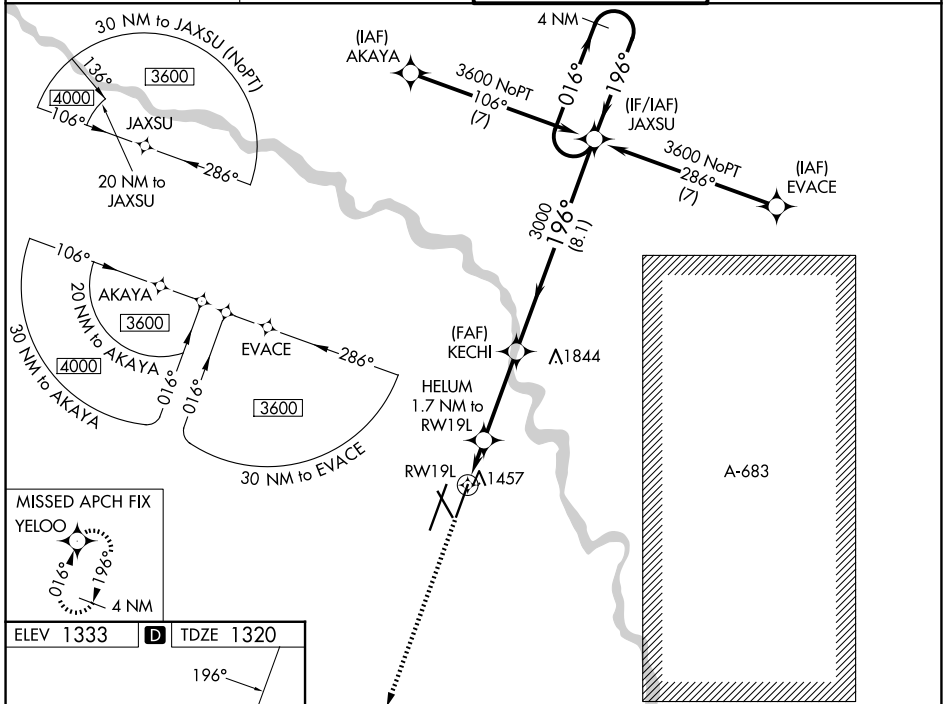 30 NM to JAXSU (NoPT)
136°
3600
4000
106°
JAXSU
286°
20 NM to
JAXSU
4 NM
(IAF)
AKAYA
3600 NoPT
106°
(7)
016°
196°
(IF/IAF)
JAXSU
3600 NoPT
286°
(7)
(IAF)
EVACE
3000
196°
(8.1)
106°
AKAYA
20 NM to AKAYA
3600
30 NM to AKAYA
4000
016°
016°
EVACE
286°
3600
30 NM to EVACE
(FAF)
KECHI
1844
HELUM
1.7 NM to
RW19L
RW19L
1457
A-683
MISSED APCH FIX
YELOO
016°
196°
4 NM
ELEV 1333 D TDZE 1320
196°